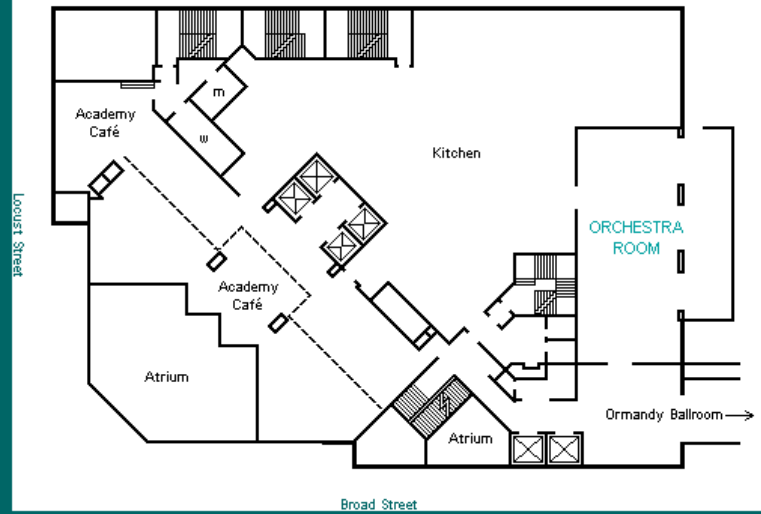 m
Academy
Café
w
Kitchen
Locust Street
ORCHESTRA
ROOM
Academy
Café
Atrium
Ormandy Ballroom
Atrium
Broad Street